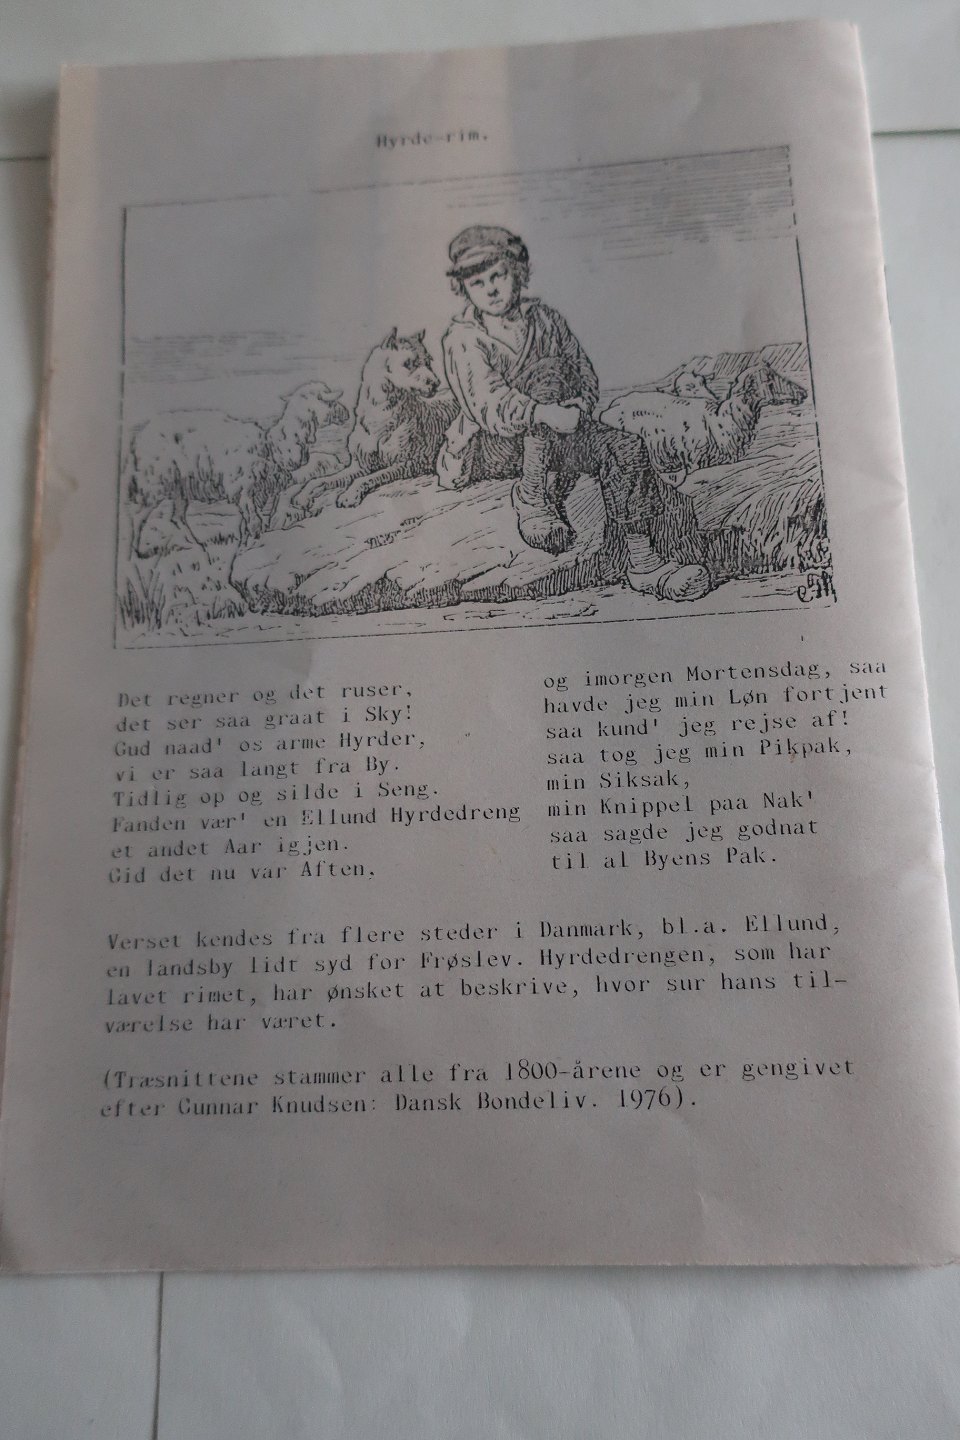 Hyrde-rim.
Det regner og det ruser,
det ser saa graat i Sky!
Gud naad' os arme Hyrder,
vi er saa langt fra By.
Tidlig op og silde i Seng.
Fanden vær' en Ellund Hyrdedreng
et andet Aar igjen.
Gid det nu var Aften,
og imorgen Mortensdag, saa
havde jeg min Løn fortjent
saa kund' jeg rejse af!
saa tog jeg min Pikpak,
min Siksak,
min Knippel paa Nak'
saa sagde jeg godnat
til al Byens Pak.
Verset kendes fra flere steder i Danmark, bl.a. Ellund,
en landsby lidt syd for Frøslev. Hyrdedrengen, som har
lavet rimet, har ønsket at beskrive, hvor sur hans til-
værelse har været.
(Træsnittene stammer alle fra 1800-årene og er gengivet
efter Gunnar Knudsen: Dansk Bondeliv. 1976).